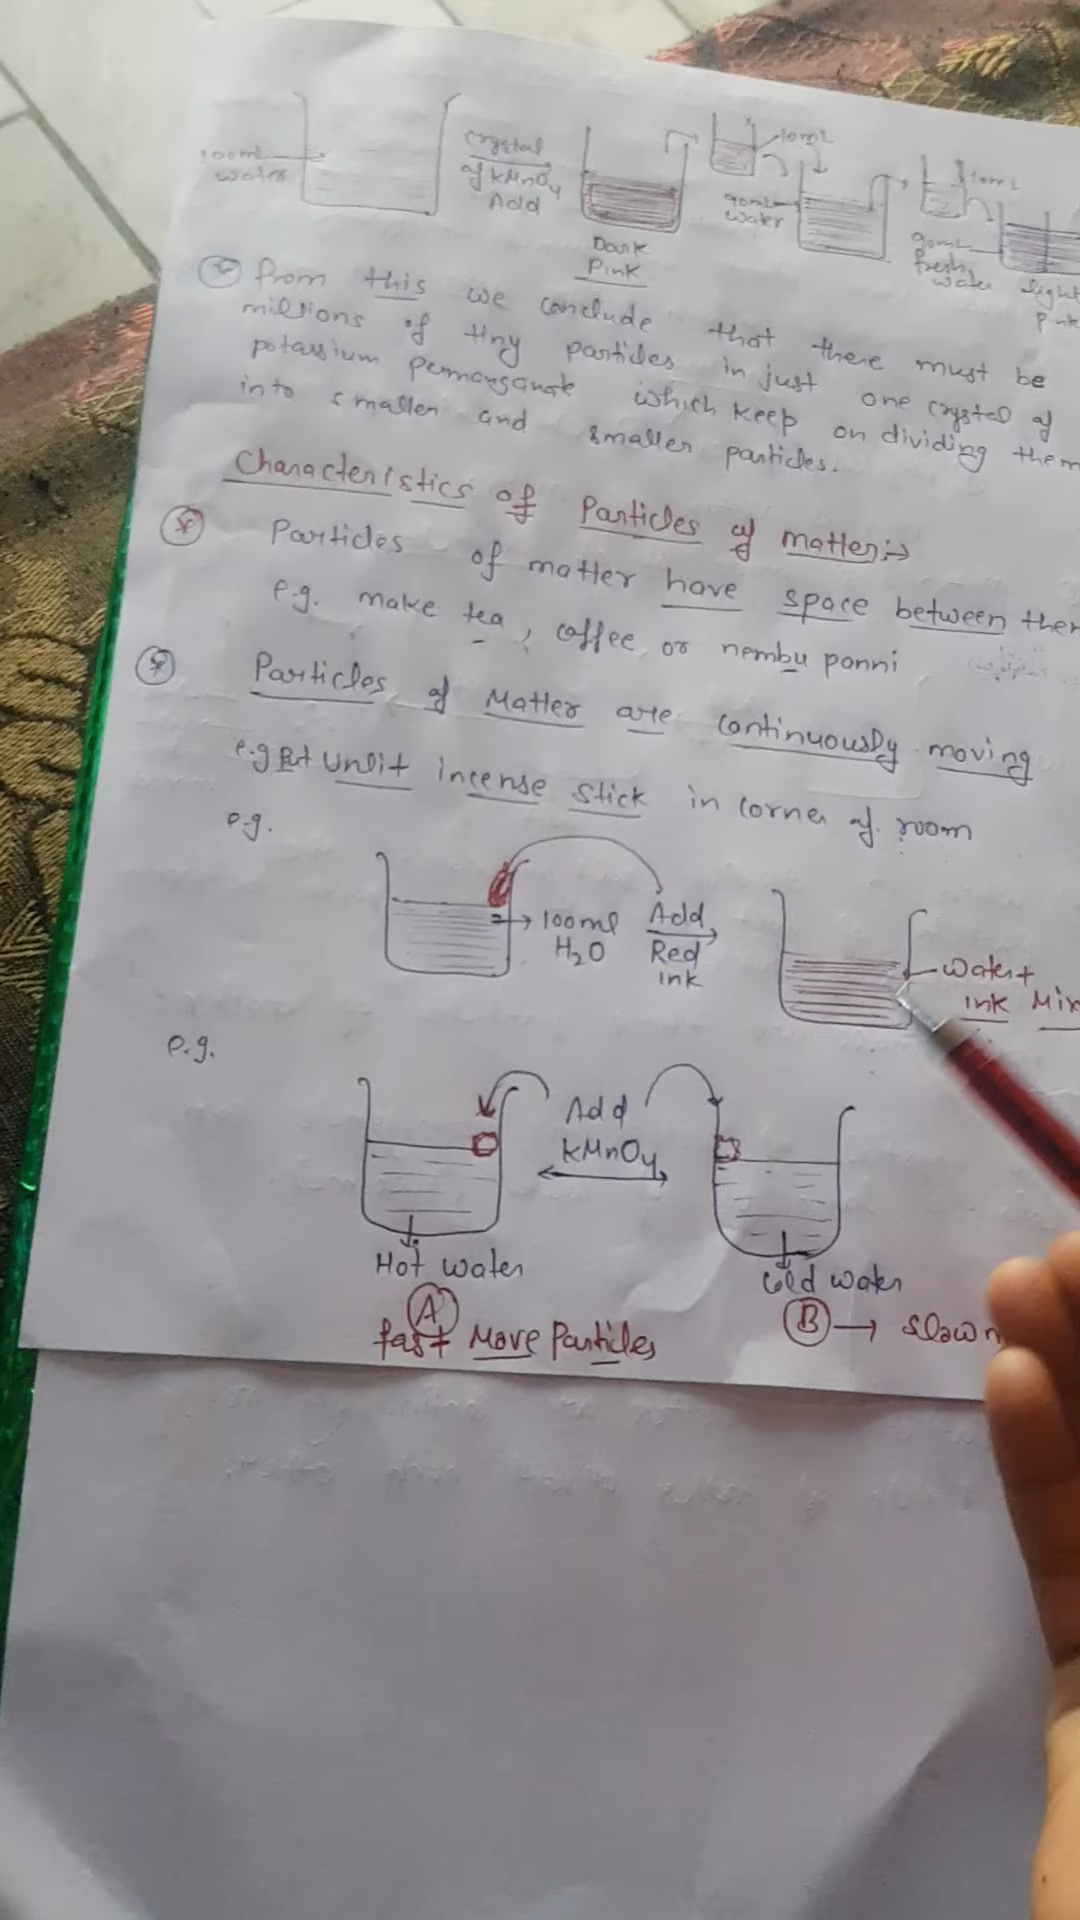 100mL
water
Crystal
of KMnO4
Add
Dark
Pink
10mL
90mL
water
10mL
90mL
fresh
water
light
Pink
from this we conclude that there must be
millions of tiny particles in just one crystel of
potassium permanganate which keep on dividing them
into smaller and smaller particles.
Characteristics of Particles of matter:→
Particles of matter have space between them
e.g. make tea, coffee or nembu panni
Particles of Matter are continuously moving
e.g Put Unlit incense stick in corner of room
e.g.
100ml
H2O
Add
Red
ink
water+
ink Mix
e.g.
Add
KMnO4
Hot water
Cold water
A
B → slow
fast Move Particles